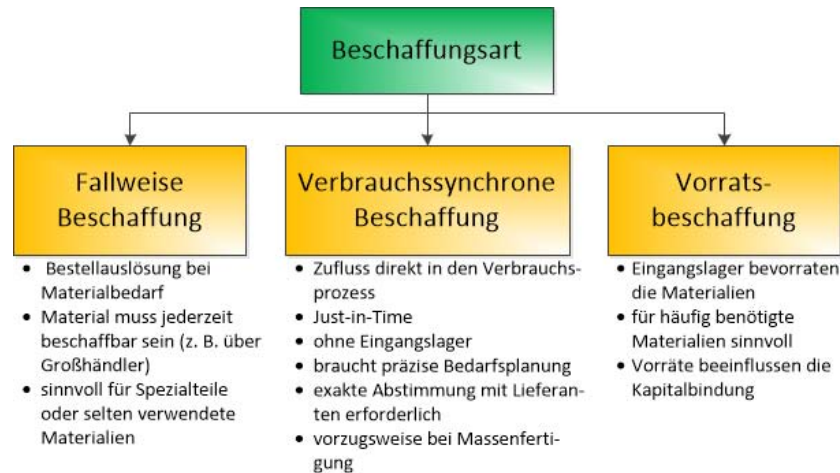 Beschaffungsart
Fallweise
Beschaffung
• Bestellauslösung bei
Materialbedarf
• Material muss jederzeit
beschaffbar sein (z. B. über
Großhändler)
• sinnvoll für Spezialteile
oder selten verwendete
Materialien
Verbrauchssynchrone
Beschaffung
• Zufluss direkt in den Verbrauchs-
prozess
• Just-in-Time
• ohne Eingangslager
• braucht präzise Bedarfsplanung
• exakte Abstimmung mit Lieferan-
ten erforderlich
• vorzugsweise bei Massenferti-
gung
Vorrats-
beschaffung
• Eingangslager bevorraten
die Materialien
• für häufig benötigte
Materialien sinnvoll
• Vorräte beeinflussen die
Kapitalbindung